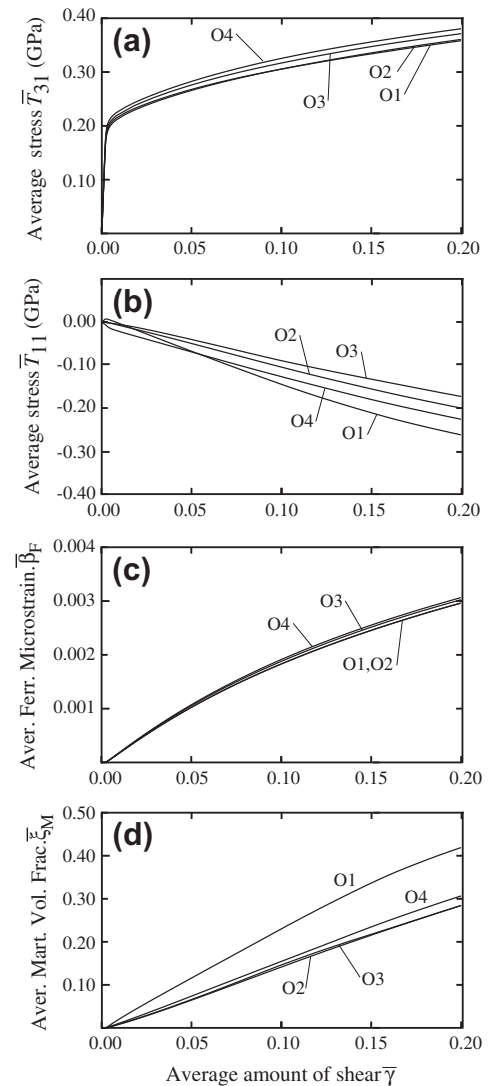 (a)
Average stress T̅31 (GPa)
0.40
0.30
0.20
0.10
O4
O3
O2
O1
0.00 0.05 0.10 0.15 0.20
(b)
Average stress T̅11 (GPa)
0.00
-0.10
-0.20
-0.30
-0.40
O2
O3
O4
O1
0.00 0.05 0.10 0.15 0.20
(c)
Aver. Ferr. Microstrain. β̅F
0.004
0.003
0.002
0.001
O4
O3
O1,O2
0.00 0.05 0.10 0.15 0.20
(d)
Aver. Mart. Vol. Frac. ξ̅M
0.50
0.40
0.30
0.20
0.10
0.00
O1
O4
O2
O3
0.00 0.05 0.10 0.15 0.20
Average amount of shear γ̅